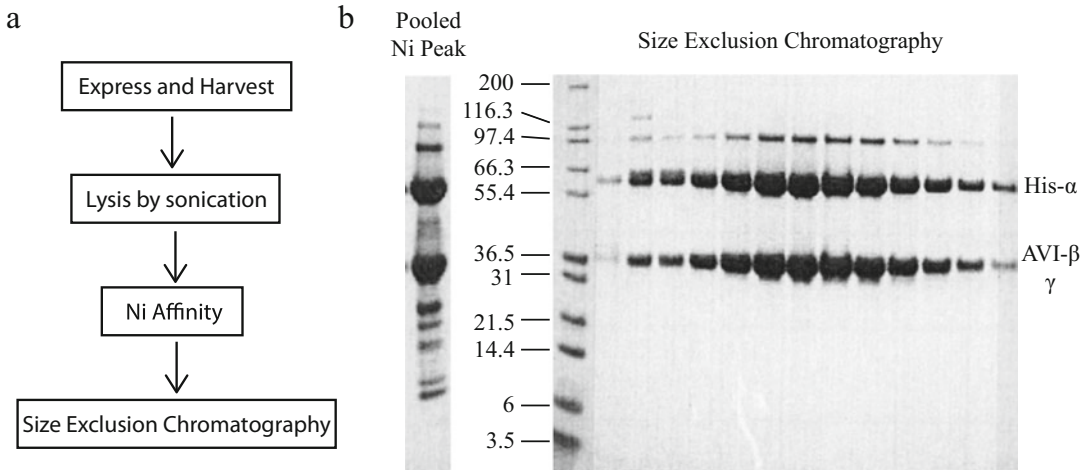 a
Express and Harvest
Lysis by sonication
Ni Affinity
Size Exclusion Chromatography
b
Pooled
Ni Peak
Size Exclusion Chromatography
200
116.3
97.4
66.3
55.4
36.5
31
21.5
14.4
6
3.5
His-α
AVI-β
γ